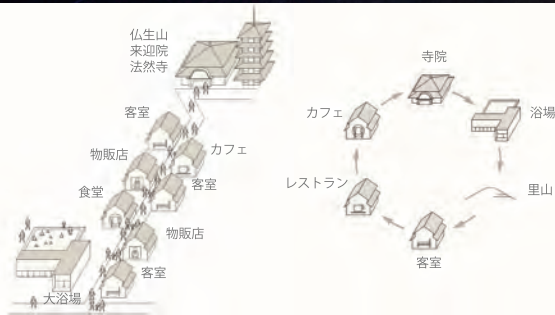 仏生山
来迎院
法然寺
客室
カフェ
物販店
客室
食堂
物販店
客室
大浴場
寺院
浴場
里山
客室
レストラン
カフェ